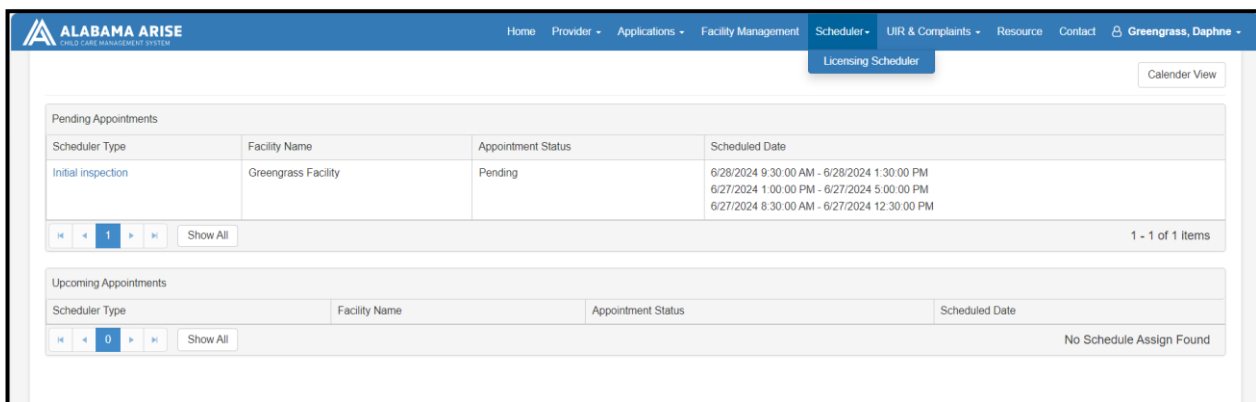 ALABAMA ARISE
CHILD CARE MANAGEMENT SYSTEM
Home Provider Applications Facility Management Scheduler UIR & Complaints Resource Contact Greengrass, Daphne
Licensing Scheduler
Calender View
Pending Appointments
Scheduler Type Facility Name Appointment Status Scheduled Date
Initial inspection Greengrass Facility Pending 6/28/2024 9:30:00 AM - 6/28/2024 1:30:00 PM
6/27/2024 1:00:00 PM - 6/27/2024 5:00:00 PM
6/27/2024 8:30:00 AM - 6/27/2024 12:30:00 PM
1 Show All 1 - 1 of 1 items
Upcoming Appointments
Scheduler Type Facility Name Appointment Status Scheduled Date
0 Show All No Schedule Assign Found